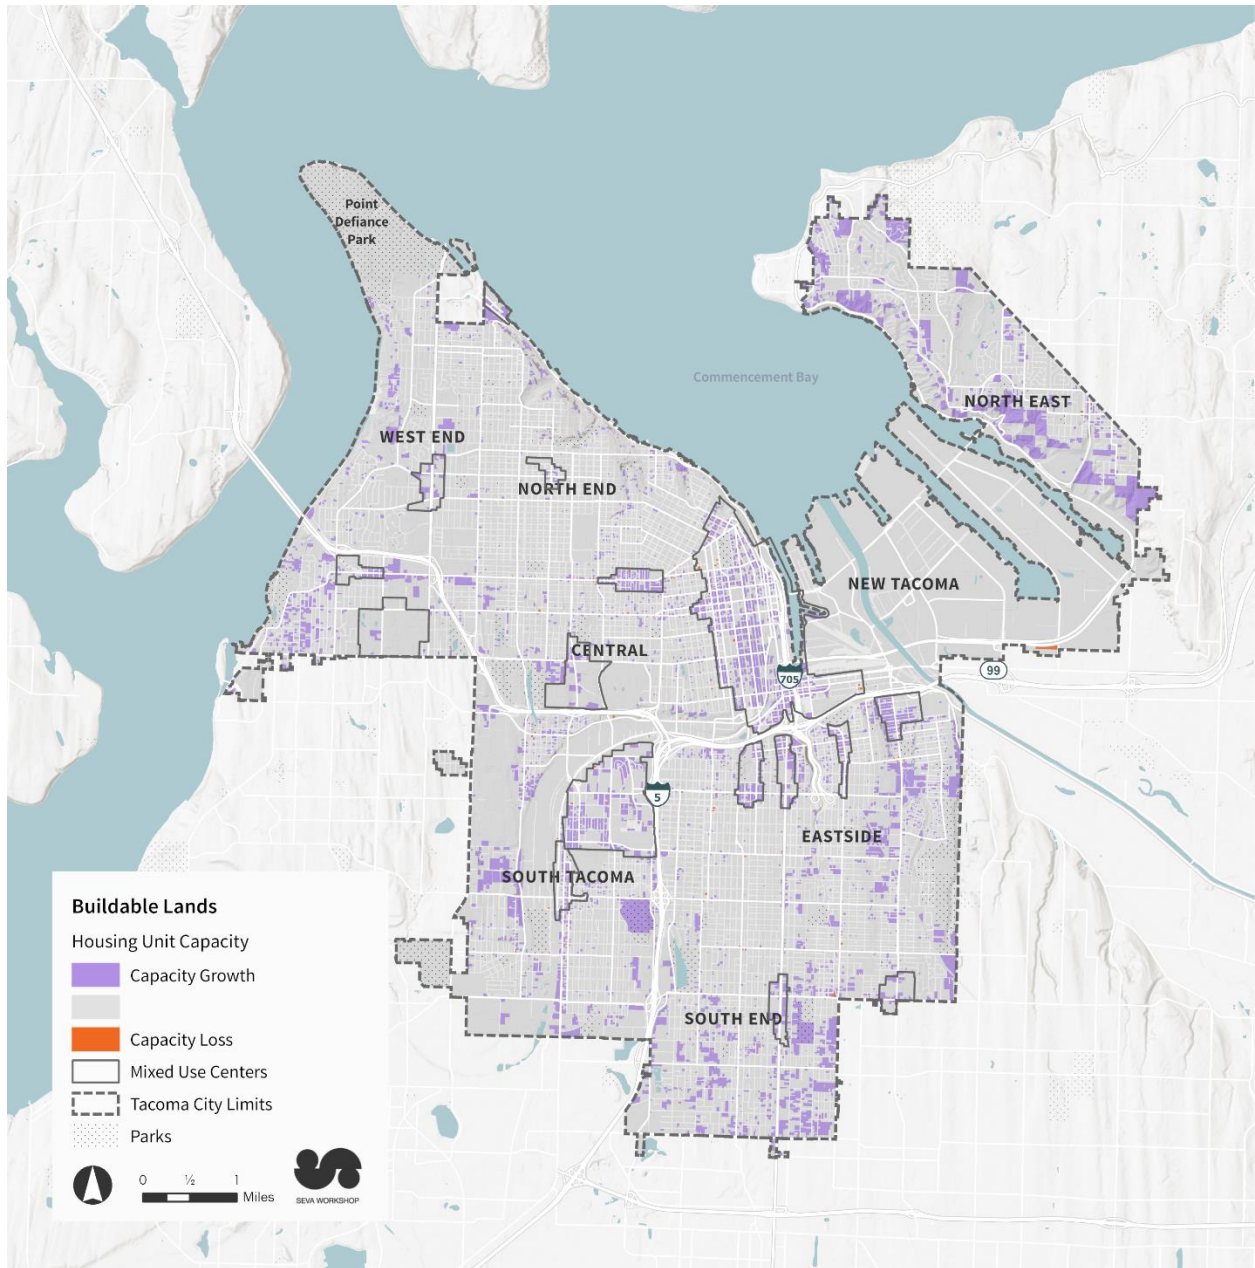 Point
Defiance
Park
Commencement Bay
NORTH EAST
WEST END
NORTH END
NEW TACOMA
CENTRAL
705
99
5
EASTSIDE
SOUTH TACOMA
SOUTH END
Buildable Lands
Housing Unit Capacity
Capacity Growth
Capacity Loss
Mixed Use Centers
Tacoma City Limits
Parks
0 ½ 1
Miles
SEVA WORKSHOP